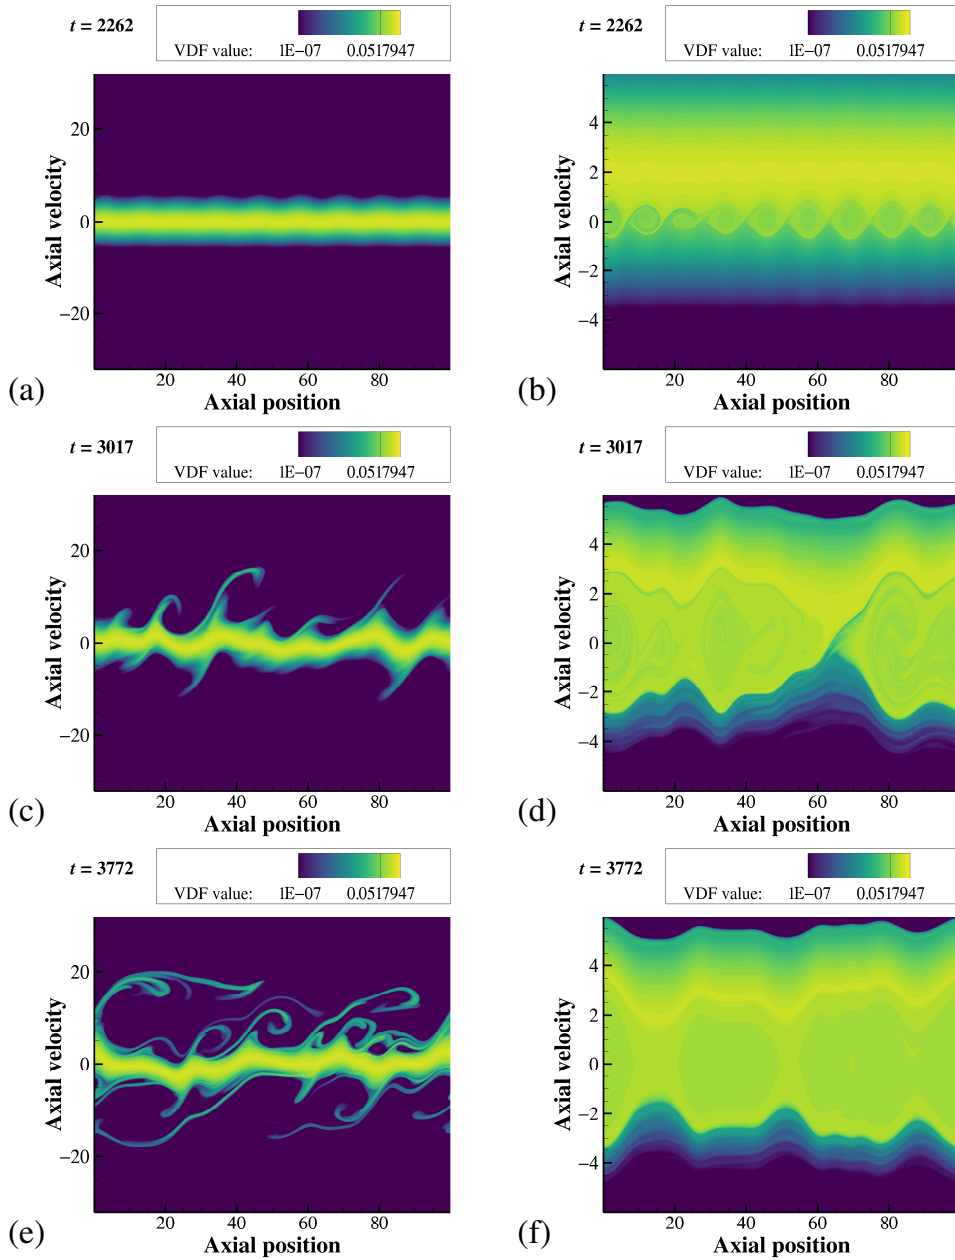 t = 2262
VDF value: 1E−07 0.0517947
20
0
−20
Axial velocity
20 40 60 80
Axial position
(a)
t = 2262
VDF value: 1E−07 0.0517947
4
2
0
−2
−4
Axial velocity
20 40 60 80
Axial position
(b)
t = 3017
VDF value: 1E−07 0.0517947
20
0
−20
Axial velocity
20 40 60 80
Axial position
(c)
t = 3017
VDF value: 1E−07 0.0517947
4
2
0
−2
−4
Axial velocity
20 40 60 80
Axial position
(d)
t = 3772
VDF value: 1E−07 0.0517947
20
0
−20
Axial velocity
20 40 60 80
Axial position
(e)
t = 3772
VDF value: 1E−07 0.0517947
4
2
0
−2
−4
Axial velocity
20 40 60 80
Axial position
(f)